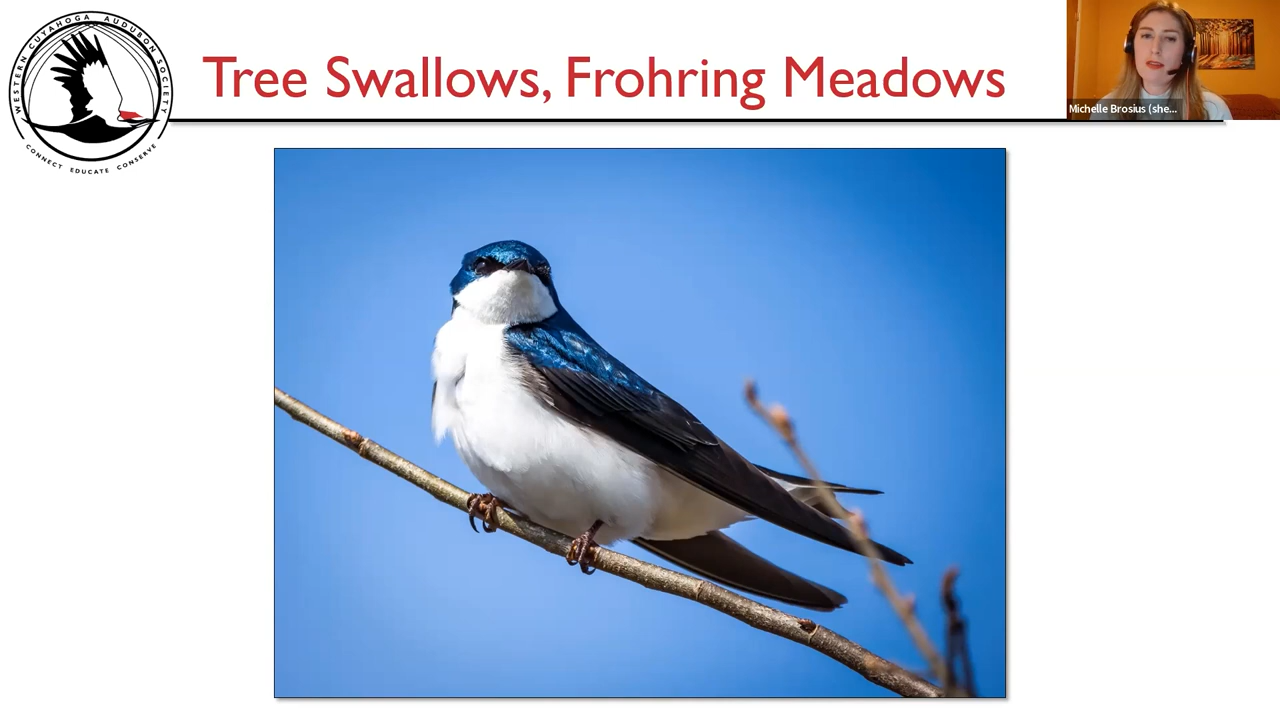 WESTERN CUYAHOGA AUDUBON SOCIETY
CONNECT EDUCATE CONSERVE
Tree Swallows, Frohring Meadows
Michelle Brosius (she...